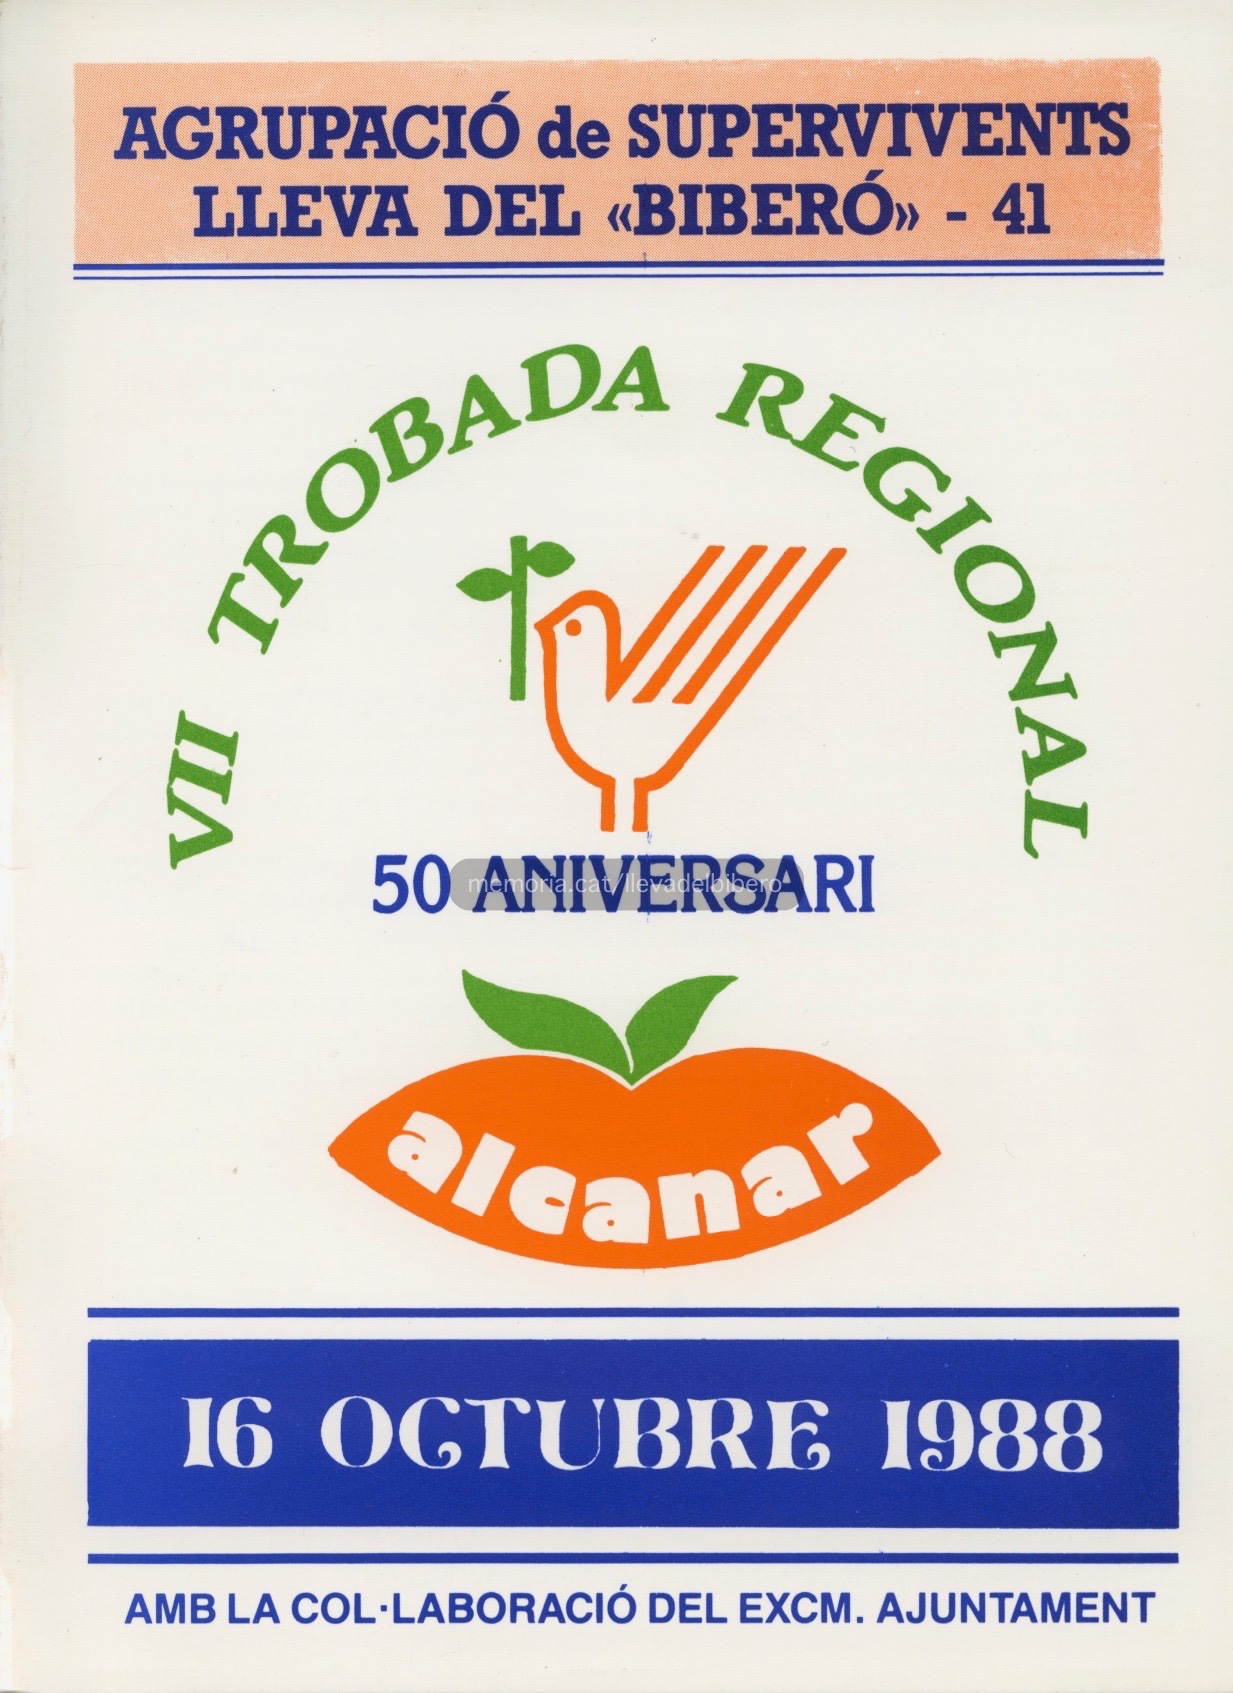 AGRUPACIÓ de SUPERVIVENTS
LLEVA DEL «BIBERÓ» - 41
VII TROBADA REGIONAL
50 ANIVERSARI
memoria.cat/llevadelbibero
alcanar
16 OCTUBRE 1988
AMB LA COL·LABORACIÓ DEL EXCM. AJUNTAMENT